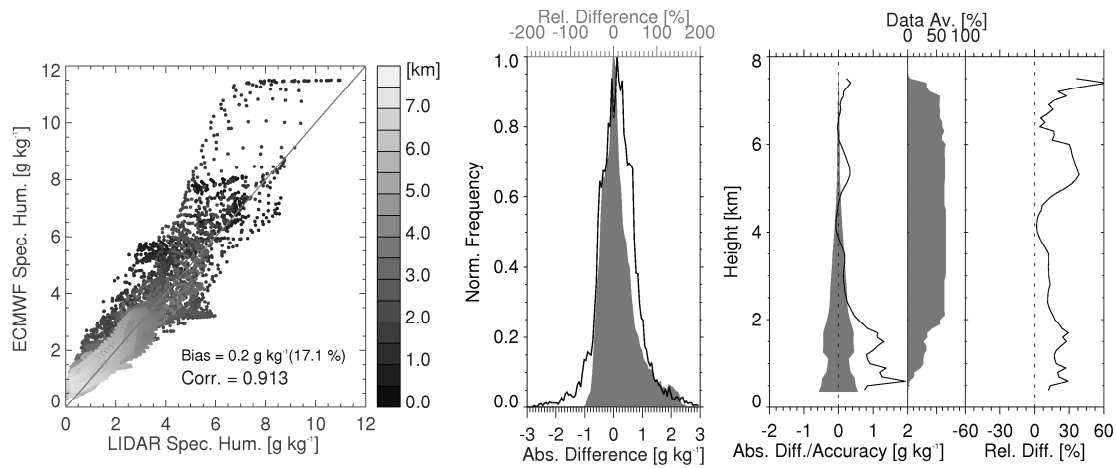 12
10
8
6
4
2
0
ECMWF Spec. Hum. [g kg⁻¹]
Bias = 0.2 g kg⁻¹(17.1 %)
Corr. = 0.913
0 2 4 6 8 10 12
LIDAR Spec. Hum. [g kg⁻¹]
[km]
7.0
6.0
5.0
4.0
3.0
2.0
1.0
0.0
Rel. Difference [%]
-200 -100 0 100 200
1.0
0.8
0.6
0.4
0.2
0.0
Norm. Frequency
-3 -2 -1 0 1 2 3
Abs. Difference [g kg⁻¹]
Data Av. [%]
0 50 100
8
6
4
2
0
Height [km]
-2 -1 0 1 2
Abs. Diff./Accuracy [g kg⁻¹]
-60 -30 0 30 60
Rel. Diff. [%]